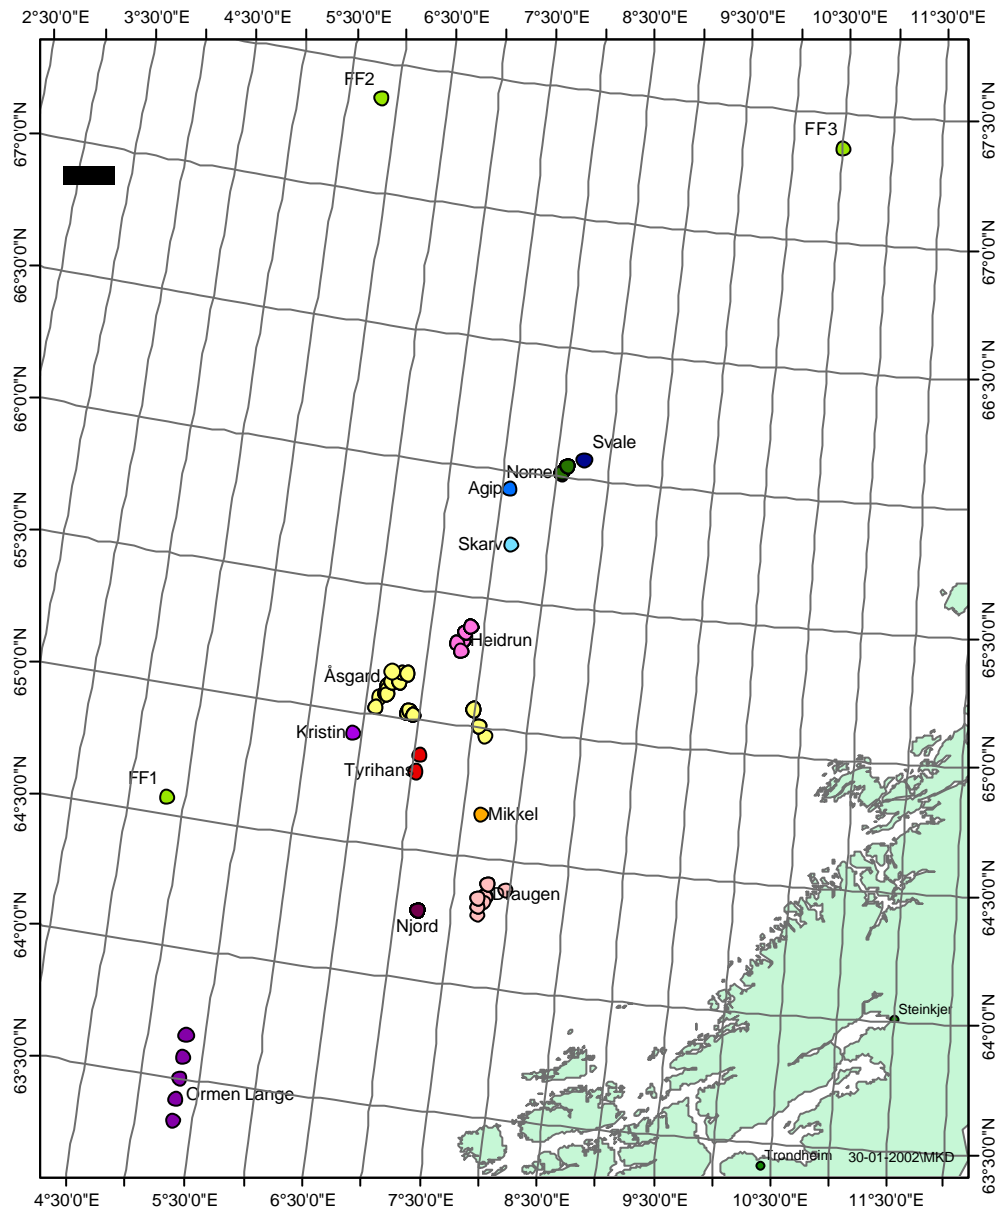 2°30'0"E 3°30'0"E 4°30'0"E 5°30'0"E 6°30'0"E 7°30'0"E 8°30'0"E 9°30'0"E 10°30'0"E 11°30'0"E
FF2
67°30'0"N
67°0'0"N
FF3
67°0'0"N
66°30'0"N
66°30'0"N
66°0'0"N
Svale
Norne
Agip
65°30'0"N
Skarv
Heidrun
65°30'0"N
65°0'0"N
Åsgard
Kristin
65°0'0"N
Tyrihans
FF1
64°30'0"N
Mikkel
Draugen
64°30'0"N
64°0'0"N
Njord
Steinkjer
64°0'0"N
63°30'0"N
Ormen Lange
Trondheim
30-01-2002\MKD
63°30'0"N
4°30'0"E 5°30'0"E 6°30'0"E 7°30'0"E 8°30'0"E 9°30'0"E 10°30'0"E 11°30'0"E